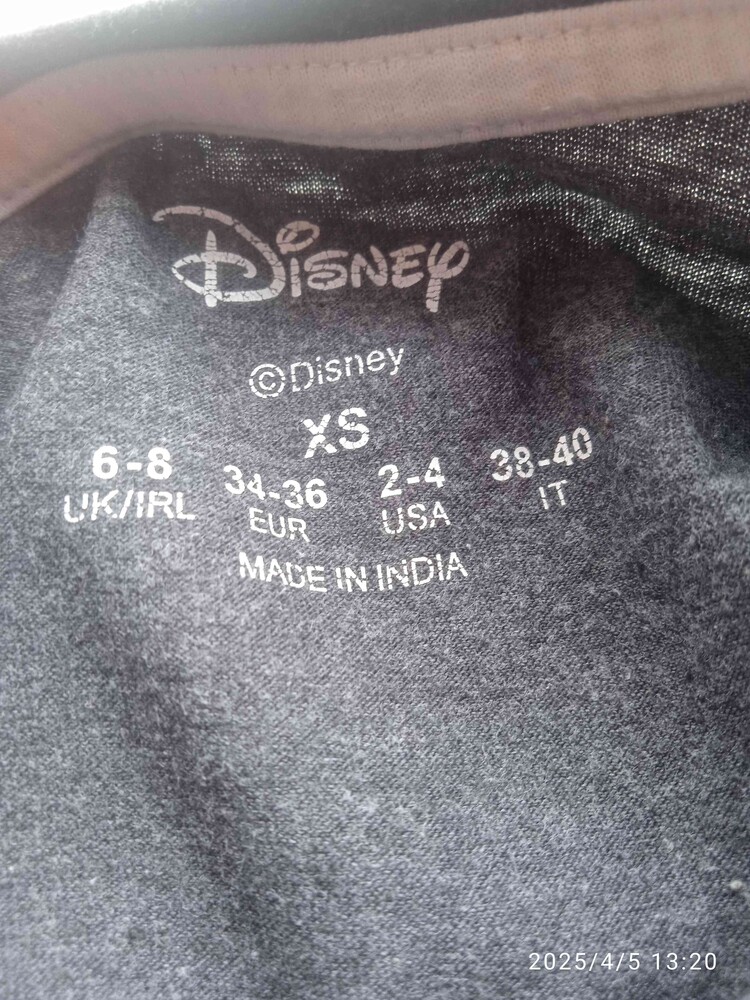 Disney
©Disney
XS
6-8 34-36 2-4 38-40
UK/IRL EUR USA IT
MADE IN INDIA
2025/4/5 13:20